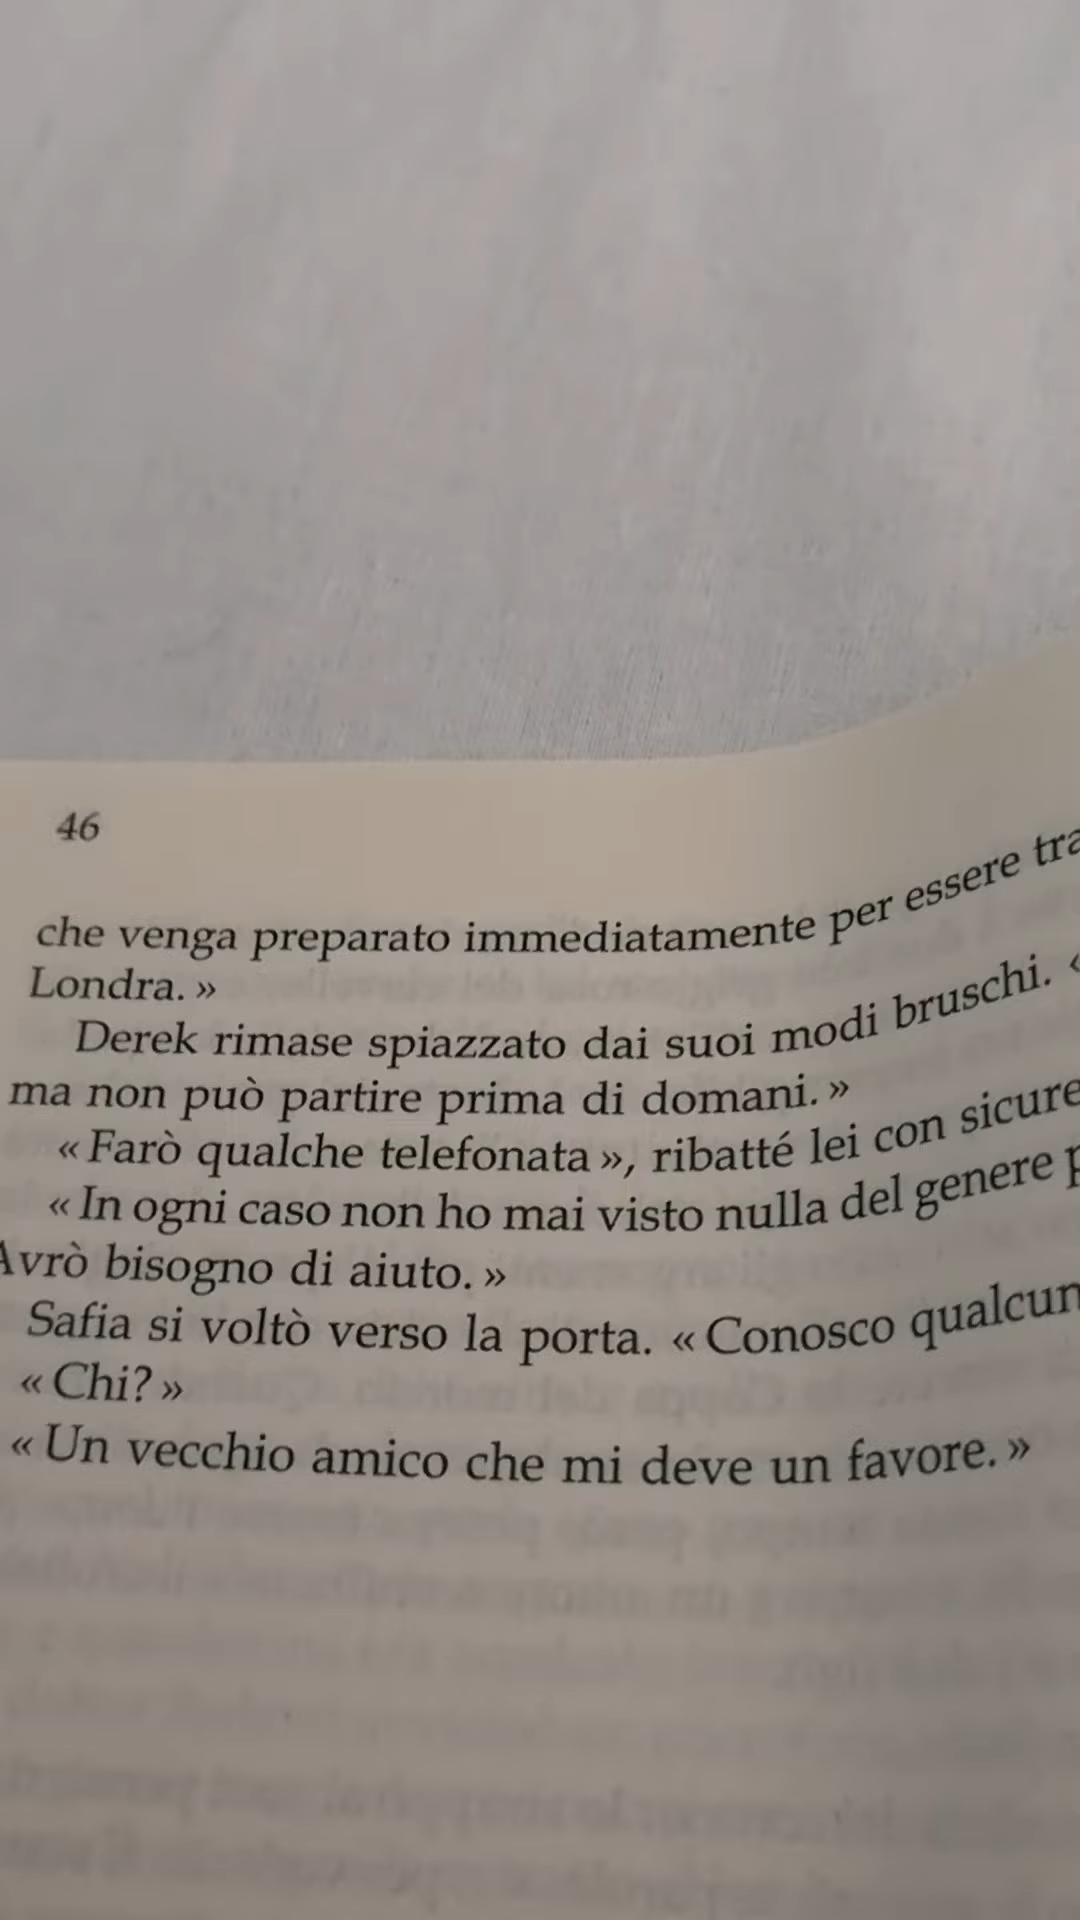 46
che venga preparato immediatamente per essere
Londra. »
Derek rimase spiazzato dai suoi modi bruschi. «
ma non può partire prima di domani. »
« Farò qualche telefonata », ribatté lei con
« In ogni caso non ho mai visto nulla del genere
Avrò bisogno di aiuto. »
Safia si voltò verso la porta. « Conosco
« Chi? »
« Un vecchio amico che mi deve un favore. »